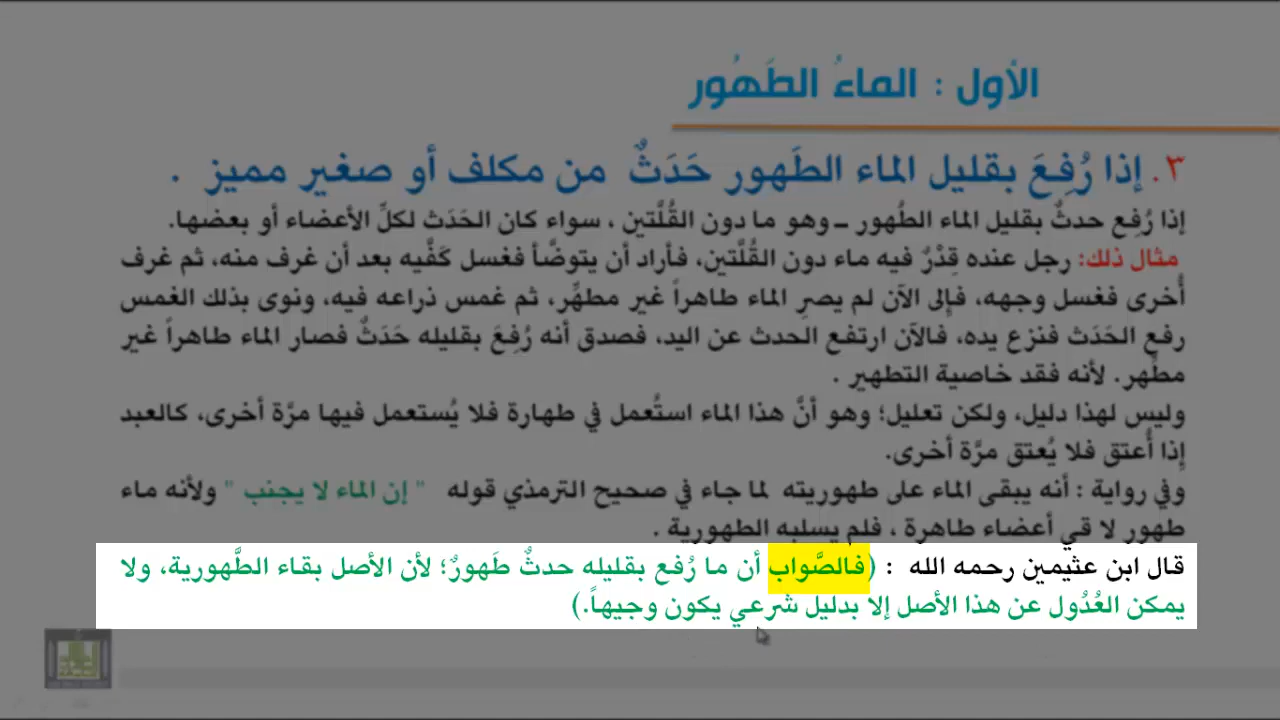 الأول : الماءُ الطَهُور
٣. إذا رُفِعَ بقليل الماء الطَهور حَدَثٌ من مكلف أو صغير مميز .
إذا رُفِع حدثٌ بقليل الماء الطَّهور ــ وهو ما دون القُلَّتين ، سواء كان الحَدَث لكلِّ الأعضاء أو بعضها.
مثال ذلك: رجل عنده قِدْرٌ فيه ماء دون القُلَّتين، فأراد أن يتوضَّأ فغسل كَفَّيه بعد أن غرف منه، ثم غرف
أُخرى فغسل وجهه، فإلى الآن لم يصرِ الماء طاهراً غير مطهِّر، ثم غمس ذراعه فيه، ونوى بذلك الغمس
رفع الحَدَث فنزع يده، فالآن ارتفع الحدث عن اليد، فصدق أنه رُفِعَ بقليله حَدَثٌ فصار الماء طاهراً غير
مطهر. لأنه فقد خاصية التطهير .
وليس لهذا دليل، ولكن تعليل؛ وهو أنَّ هذا الماء استُعمل في طهارة فلا يُستعمل فيها مرَّة أخرى، كالعبد
إذا أُعتق فلا يُعتق مرَّة أخرى.
وفي رواية : أنه يبقى الماء على طهوريته لما جاء في صحيح الترمذي قوله " إن الماء لا يجنب " ولأنه ماء
طهور لا قي أعضاء طاهرة ، فلم يسلبه الطهورية .
قال ابن عثيمين رحمه الله : (فالصَّواب أن ما رُفع بقليله حدثٌ طَهورٌ؛ لأن الأصل بقاء الطَّهورية، ولا
يمكن العُدُول عن هذا الأصل إلا بدليل شرعي يكون وجيهاً.)